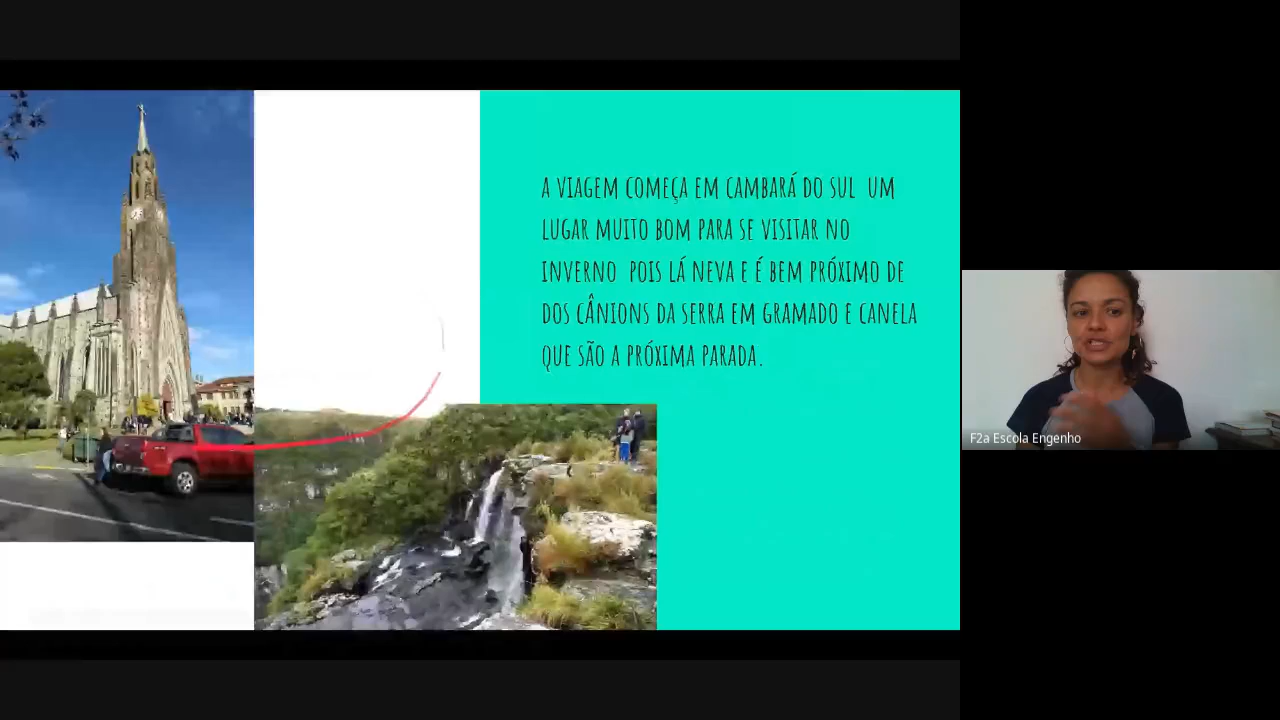 A VIAGEM COMEÇA EM CAMBARÁ DO SUL UM
LUGAR MUITO BOM PARA SE VISITAR NO
INVERNO POIS LÁ NEVA E É BEM PRÓXIMO DE
DOS CÂNIONS DA SERRA EM GRAMADO E CANELA
QUE SÃO A PRÓXIMA PARADA.
F2a Escola Engenho